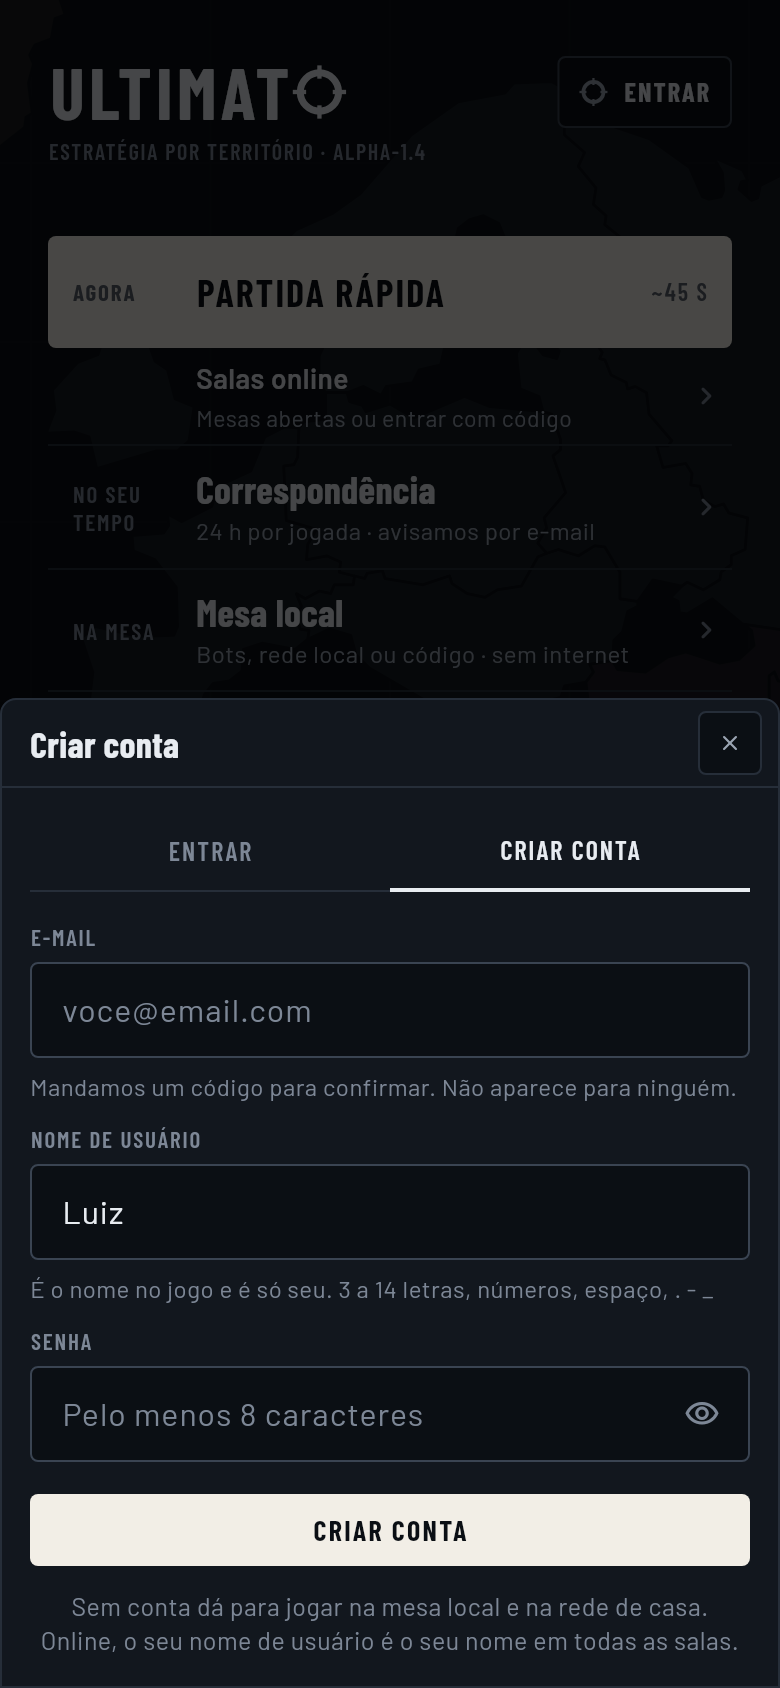 ULTIMATO
ENTRAR
ESTRATÉGIA POR TERRITÓRIO · ALPHA-1.4
AGORA
PARTIDA RÁPIDA
~45 S
Salas online
Mesas abertas ou entrar com código
NO SEU
TEMPO
Correspondência
24 h por jogada · avisamos por e-mail
NA MESA
Mesa local
Bots, rede local ou código · sem internet
Criar conta
ENTRAR
CRIAR CONTA
E-MAIL
voce@email.com
Mandamos um código para confirmar. Não aparece para ninguém.
NOME DE USUÁRIO
Luiz
É o nome no jogo e é só seu. 3 a 14 letras, números, espaço, . - _
SENHA
Pelo menos 8 caracteres
CRIAR CONTA
Sem conta dá para jogar na mesa local e na rede de casa.
Online, o seu nome de usuário é o seu nome em todas as salas.